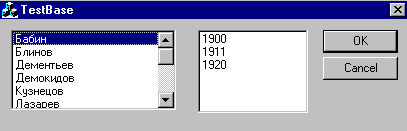 TestBase
Бабин
Блинов
Дементьев
Демокидов
Кузнецов
Лазарев
1900
1911
1920
OK
Cancel